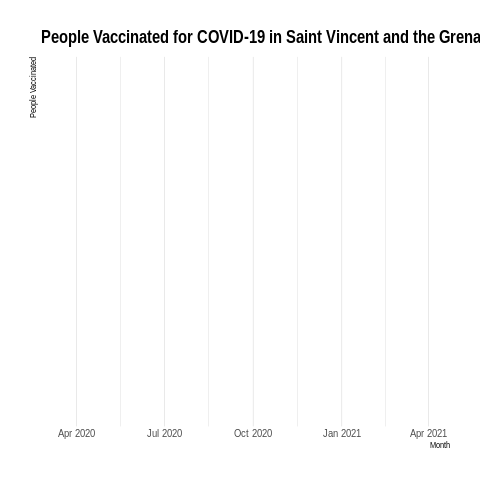 People Vaccinated for COVID-19 in Saint Vincent and the Grena
People Vaccinated
Apr 2020 Jul 2020 Oct 2020 Jan 2021 Apr 2021
Month